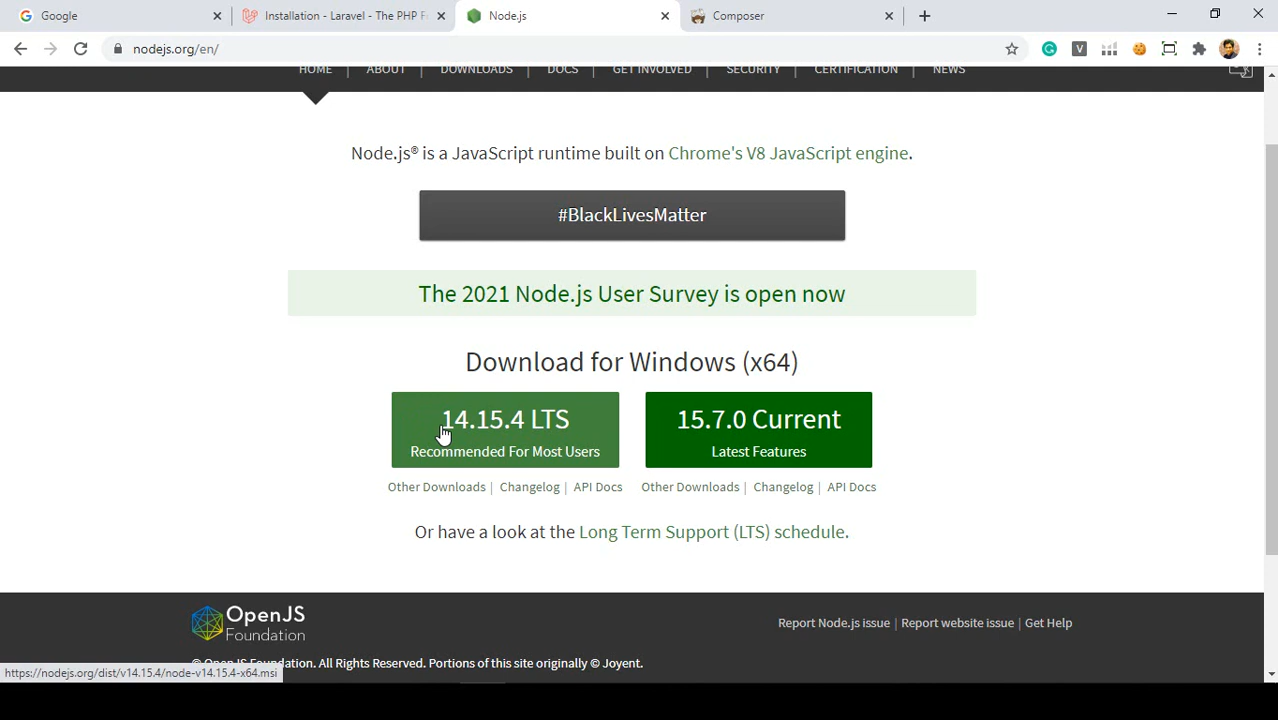 Google
Installation - Laravel - The PHP F
Node.js
Composer
nodejs.org/en/
HOME | ABOUT | DOWNLOADS | DOCS | GET INVOLVED | SECURITY | CERTIFICATION | NEWS
Node.js® is a JavaScript runtime built on Chrome's V8 JavaScript engine.
#BlackLivesMatter
The 2021 Node.js User Survey is open now
Download for Windows (x64)
14.15.4 LTS
Recommended For Most Users
15.7.0 Current
Latest Features
Other Downloads | Changelog | API Docs
Other Downloads | Changelog | API Docs
Or have a look at the Long Term Support (LTS) schedule.
OpenJS
Foundation
Report Node.js issue | Report website issue | Get Help
© OpenJS Foundation. All Rights Reserved. Portions of this site originally © Joyent.
https://nodejs.org/dist/v14.15.4/node-v14.15.4-x64.msi